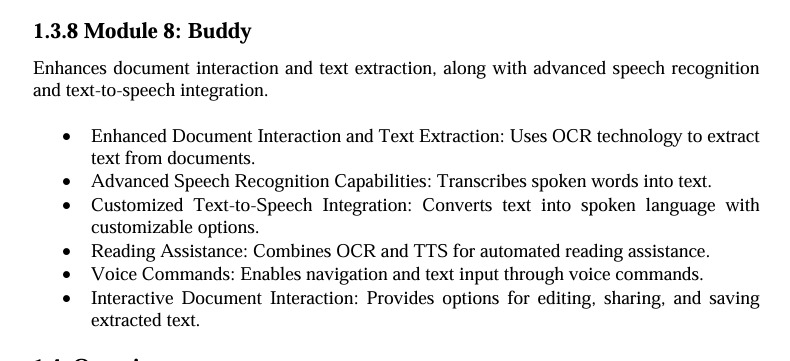 1.3.8 Module 8: Buddy
Enhances document interaction and text extraction, along with advanced speech recognition
and text-to-speech integration.
• Enhanced Document Interaction and Text Extraction: Uses OCR technology to extract
text from documents.
• Advanced Speech Recognition Capabilities: Transcribes spoken words into text.
• Customized Text-to-Speech Integration: Converts text into spoken language with
customizable options.
• Reading Assistance: Combines OCR and TTS for automated reading assistance.
• Voice Commands: Enables navigation and text input through voice commands.
• Interactive Document Interaction: Provides options for editing, sharing, and saving
extracted text.